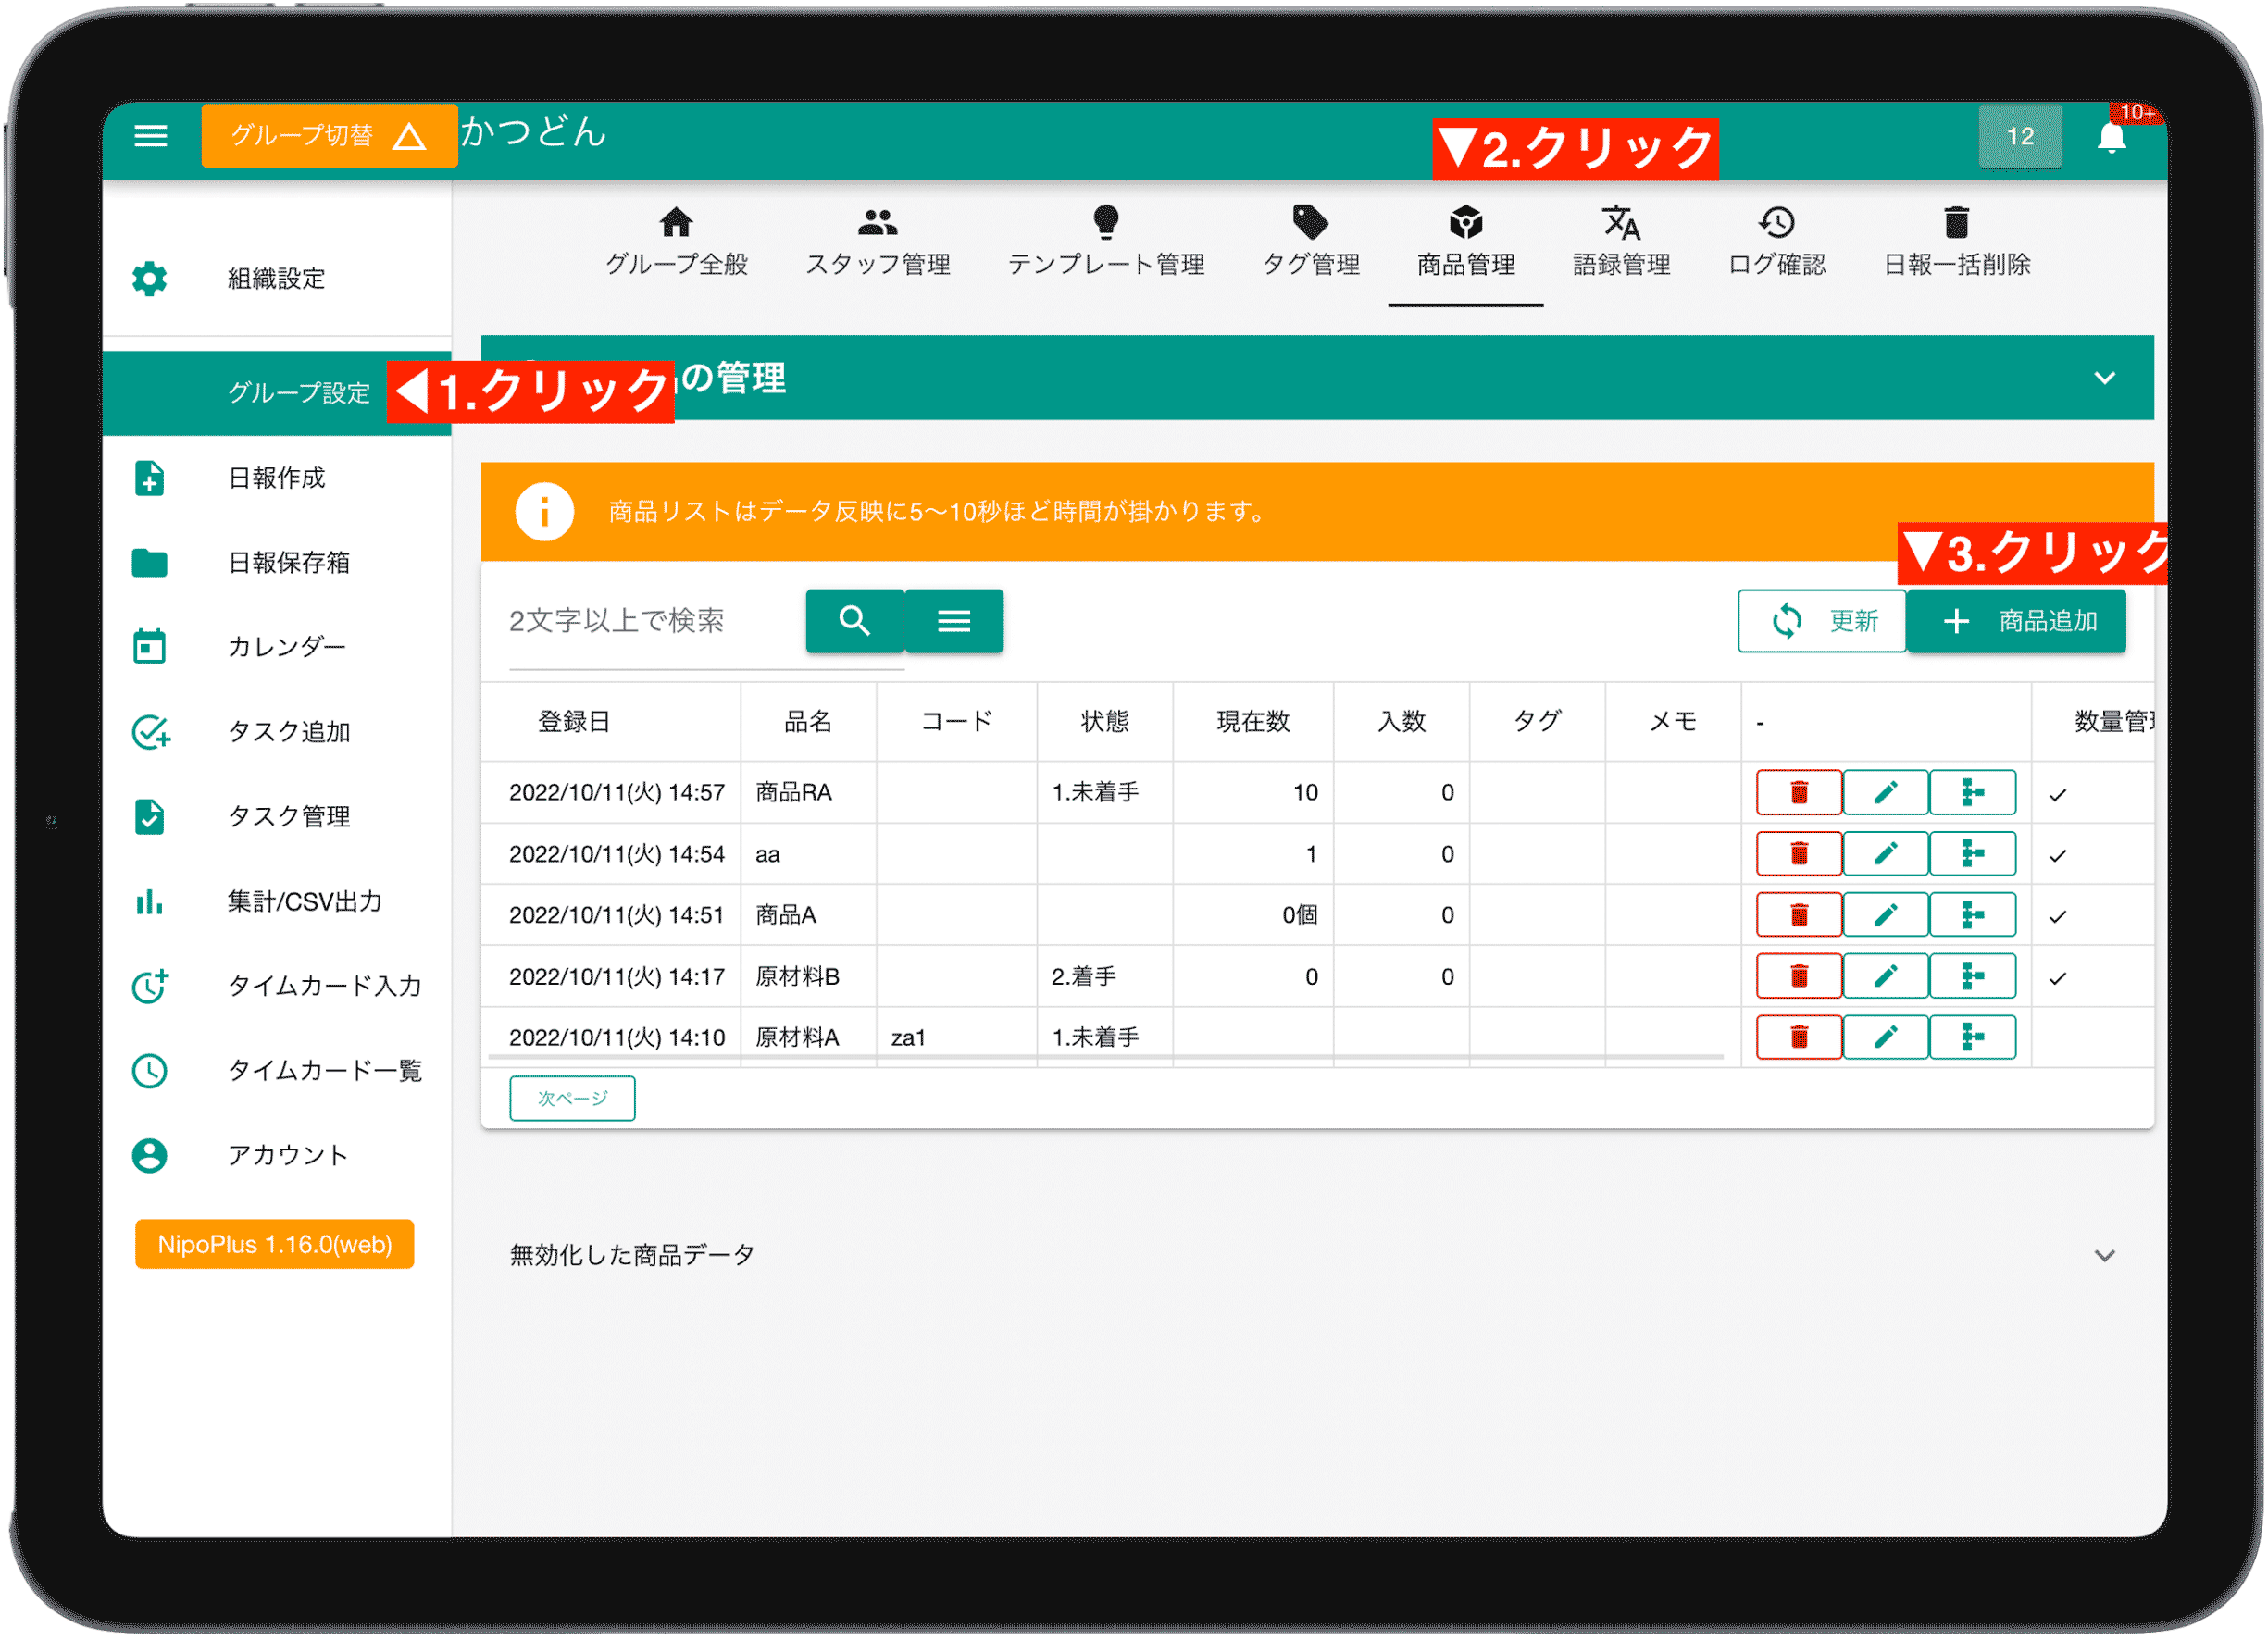 グループ切替 かつどん
▼2.クリック
12
10+
組織設定
グループ設定
◀1.クリック
日報作成
日報保存箱
カレンダー
タスク追加
タスク管理
集計/CSV出力
タイムカード入力
タイムカード一覧
アカウント
NipoPlus 1.16.0(web)
グループ全般 スタッフ管理 テンプレート管理 タグ管理 商品管理 語録管理 ログ確認 日報一括削除
の管理
商品リストはデータ反映に5〜10秒ほど時間が掛かります。
▼3.クリック
2文字以上で検索 更新 商品追加
登録日 品名 コード 状態 現在数 入数 タグ メモ - 数量管
2022/10/11(火) 14:57 商品RA 1.未着手 10 0
2022/10/11(火) 14:54 aa 1 0
2022/10/11(火) 14:51 商品A 0個 0
2022/10/11(火) 14:17 原材料B 2.着手 0 0
2022/10/11(火) 14:10 原材料A za1 1.未着手
次ページ
無効化した商品データ